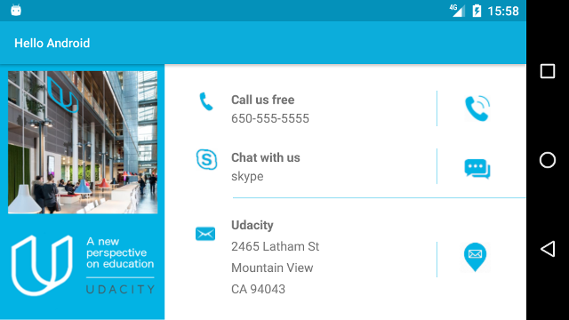 4G
15:58
Hello Android
Call us free
650-555-5555
Chat with us
skype
Udacity
2465 Latham St
Mountain View
CA 94043
A new
perspective
on education
UDACITY